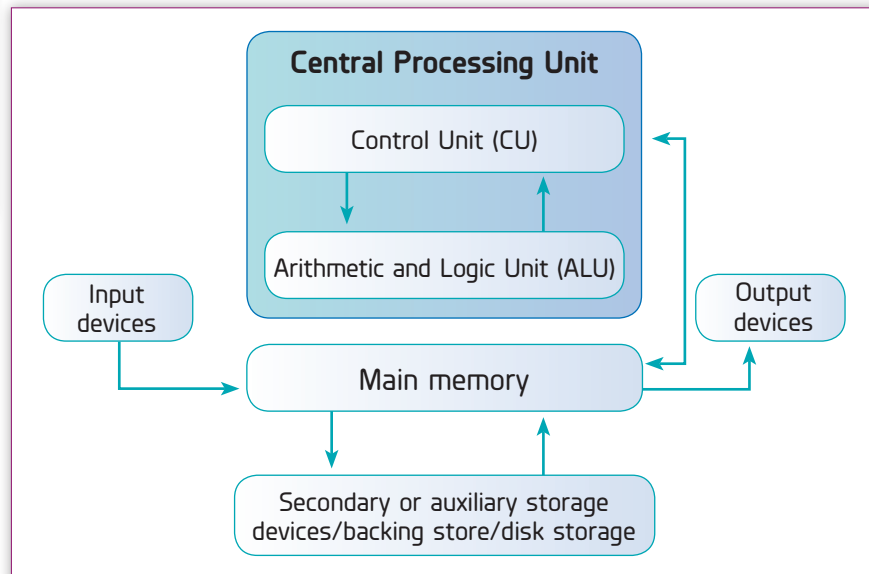 Central Processing Unit
Control Unit (CU)
Arithmetic and Logic Unit (ALU)
Input
devices
Output
devices
Main memory
Secondary or auxiliary storage
devices/backing store/disk storage